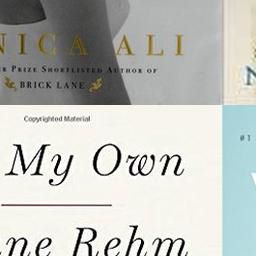 NICA ALI
R PRIZE SHORTLISTED AUTHOR OF
BRICK LANE
N
Copyrighted Material
My Own
#1
ne Rehm